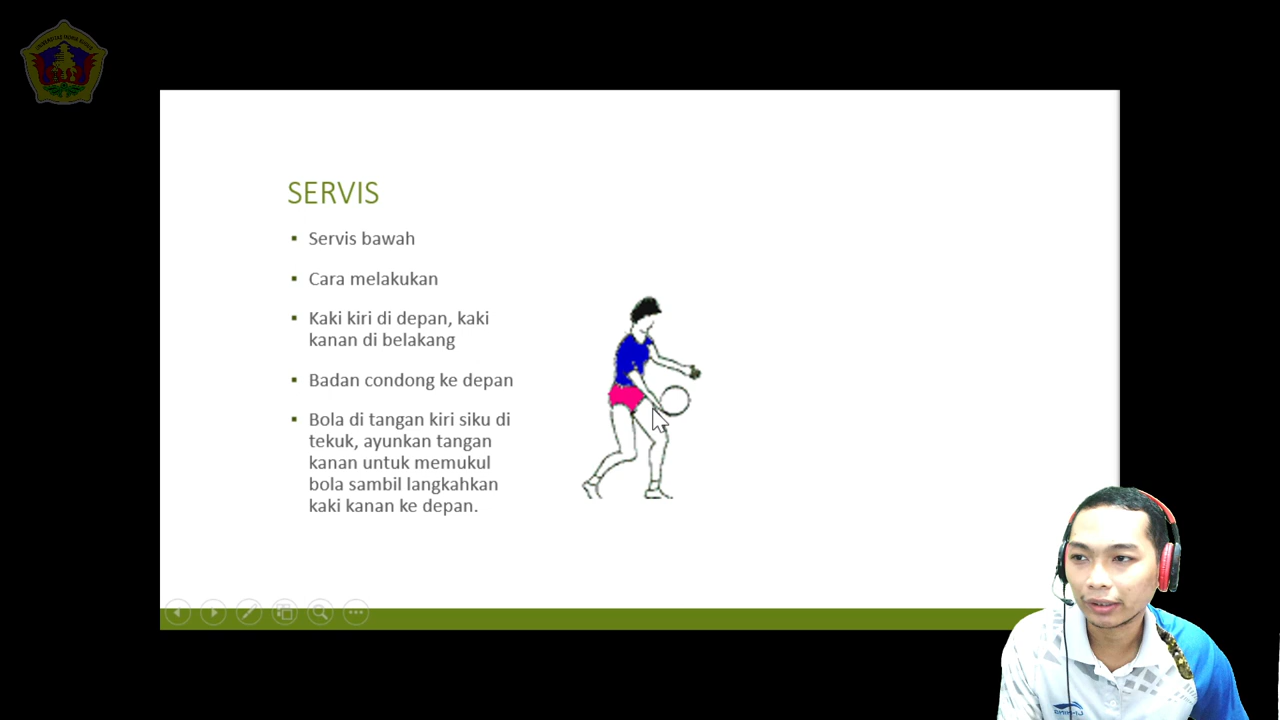 SERVIS
Servis bawah
Cara melakukan
Kaki kiri di depan, kaki
kanan di belakang
Badan condong ke depan
Bola di tangan kiri siku di
tekuk, ayunkan tangan
kanan untuk memukul
bola sambil langkahkan
kaki kanan ke depan.